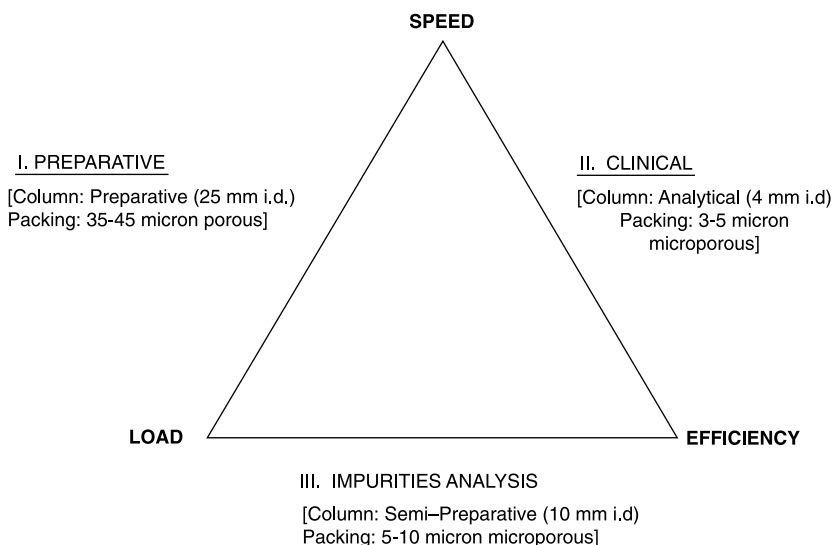 SPEED
I. PREPARATIVE
[Column: Preparative (25 mm i.d.)
Packing: 35-45 micron porous]
II. CLINICAL
[Column: Analytical (4 mm i.d)
Packing: 3-5 micron
microporous]
LOAD
EFFICIENCY
III. IMPURITIES ANALYSIS
[Column: Semi–Preparative (10 mm i.d)
Packing: 5-10 micron microporous]